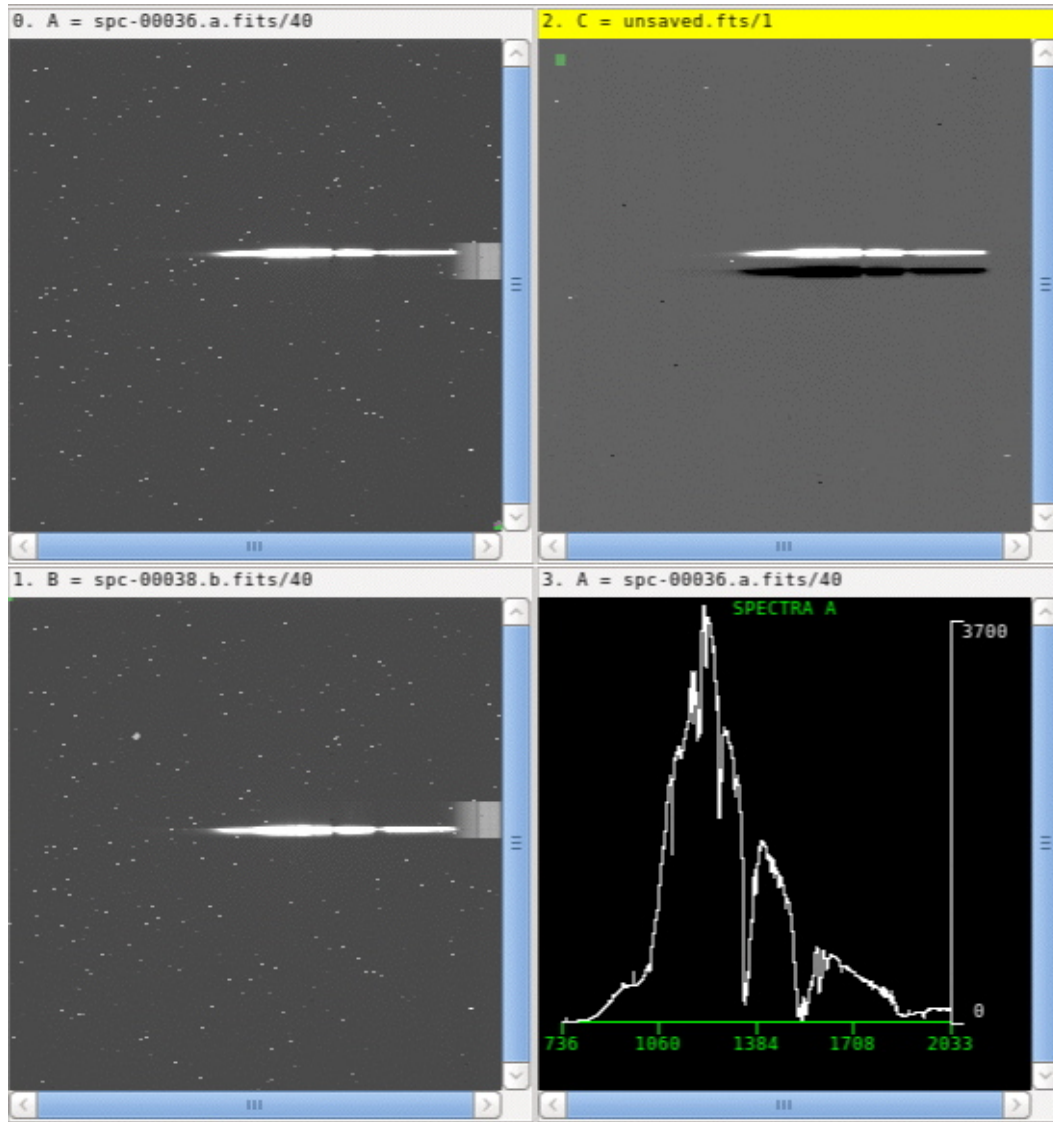 0. A = spc-00036.a.fits/40
2. C = unsaved.fts/1
1. B = spc-00038.b.fits/40
3. A = spc-00036.a.fits/40
SPECTRA A
3700
0
736 1060 1384 1708 2033